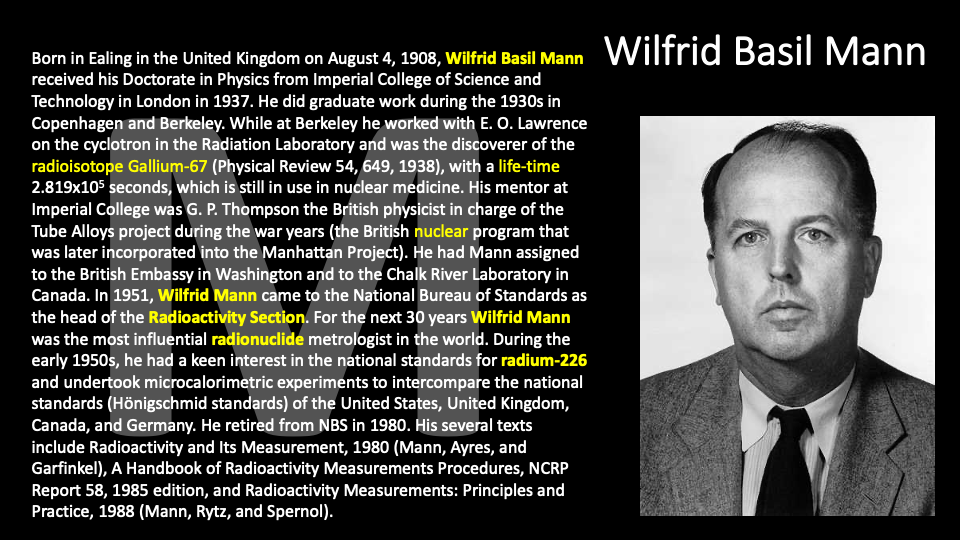 Wilfrid Basil Mann
Born in Ealing in the United Kingdom on August 4, 1908, Wilfrid Basil Mann
received his Doctorate in Physics from Imperial College of Science and
Technology in London in 1937. He did graduate work during the 1930s in
Copenhagen and Berkeley. While at Berkeley he worked with E. O. Lawrence
on the cyclotron in the Radiation Laboratory and was the discoverer of the
radioisotope Gallium-67 (Physical Review 54, 649, 1938), with a life-time
2.819x10⁵ seconds, which is still in use in nuclear medicine. His mentor at
Imperial College was G. P. Thompson the British physicist in charge of the
Tube Alloys project during the war years (the British nuclear program that
was later incorporated into the Manhattan Project). He had Mann assigned
to the British Embassy in Washington and to the Chalk River Laboratory in
Canada. In 1951, Wilfrid Mann came to the National Bureau of Standards as
the head of the Radioactivity Section. For the next 30 years Wilfrid Mann
was the most influential radionuclide metrologist in the world. During the
early 1950s, he had a keen interest in the national standards for radium-226
and undertook microcalorimetric experiments to intercompare the national
standards (Hönigschmid standards) of the United States, United Kingdom,
Canada, and Germany. He retired from NBS in 1980. His several texts
include Radioactivity and Its Measurement, 1980 (Mann, Ayres, and
Garfinkel), A Handbook of Radioactivity Measurements Procedures, NCRP
Report 58, 1985 edition, and Radioactivity Measurements: Principles and
Practice, 1988 (Mann, Rytz, and Spernol).
M